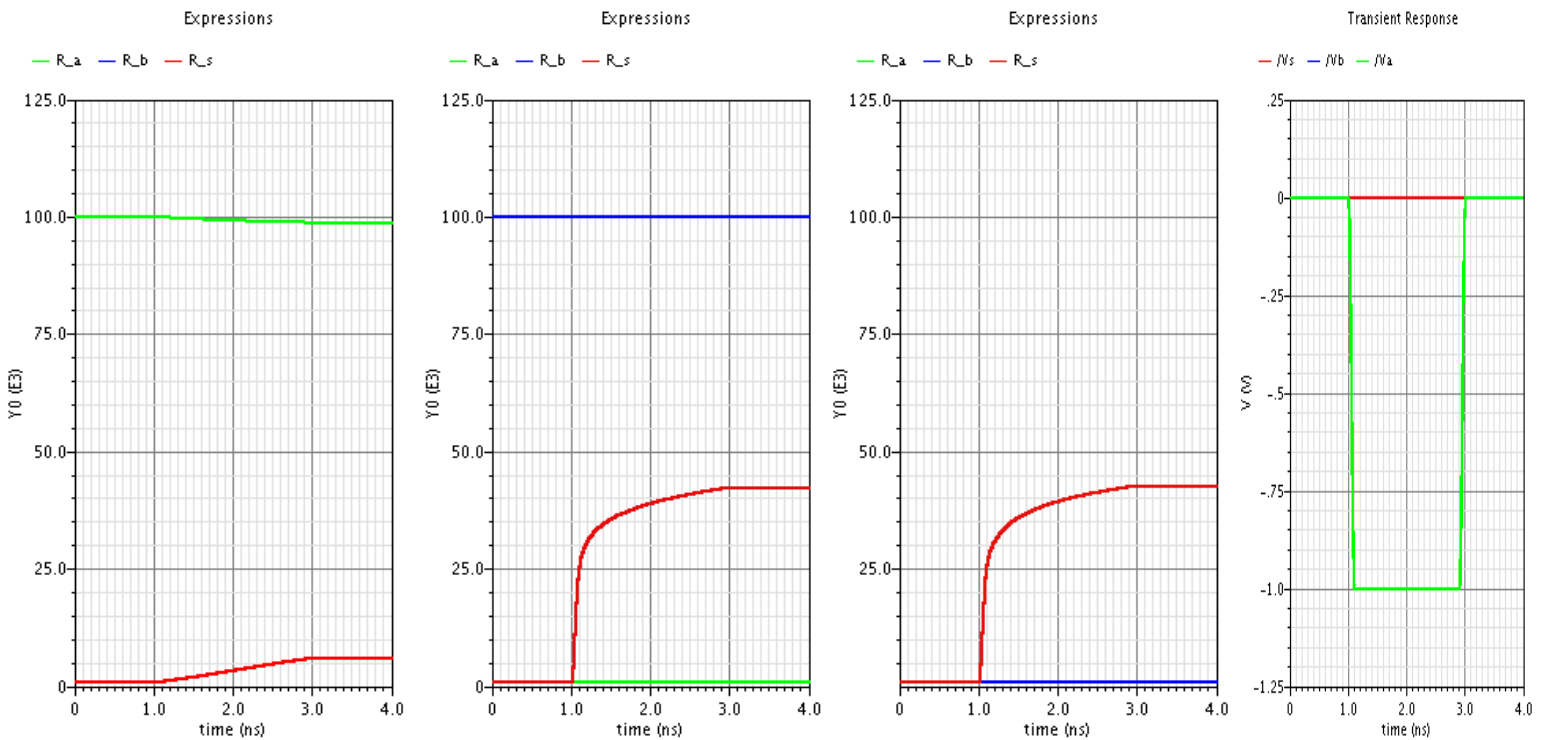 Expressions
R_a R_b R_s
125.0
100.0
75.0
50.0
25.0
0
Y0 (E3)
0 1.0 2.0 3.0 4.0
time (ns)
Expressions
R_a R_b R_s
125.0
100.0
75.0
50.0
25.0
0
Y0 (E3)
0 1.0 2.0 3.0 4.0
time (ns)
Expressions
R_a R_b R_s
125.0
100.0
75.0
50.0
25.0
Y0 (E3)
0 1.0 2.0 3.0 4.0
time (ns)
Transient Response
/Vs /Vb /Va
.25
0
-.25
-.5
-.75
-1.0
-1.25
V (V)
0 1.0 2.0 3.0 4.0
time (ns)